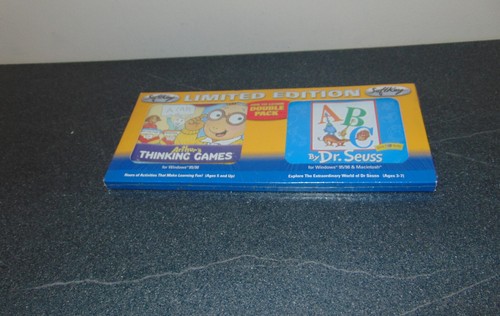 LIMITED EDITION
DOUBLE
PACK
Arthur's
THINKING GAMES
for Windows® 95/98
Hours of Activities That Make Learning Fun! (Ages 5 and Up)
A B
C
By Dr. Seuss
for Windows® 95/98 & Macintosh®
Explore The Extraordinary World of Dr Seuss (Ages 3-7)